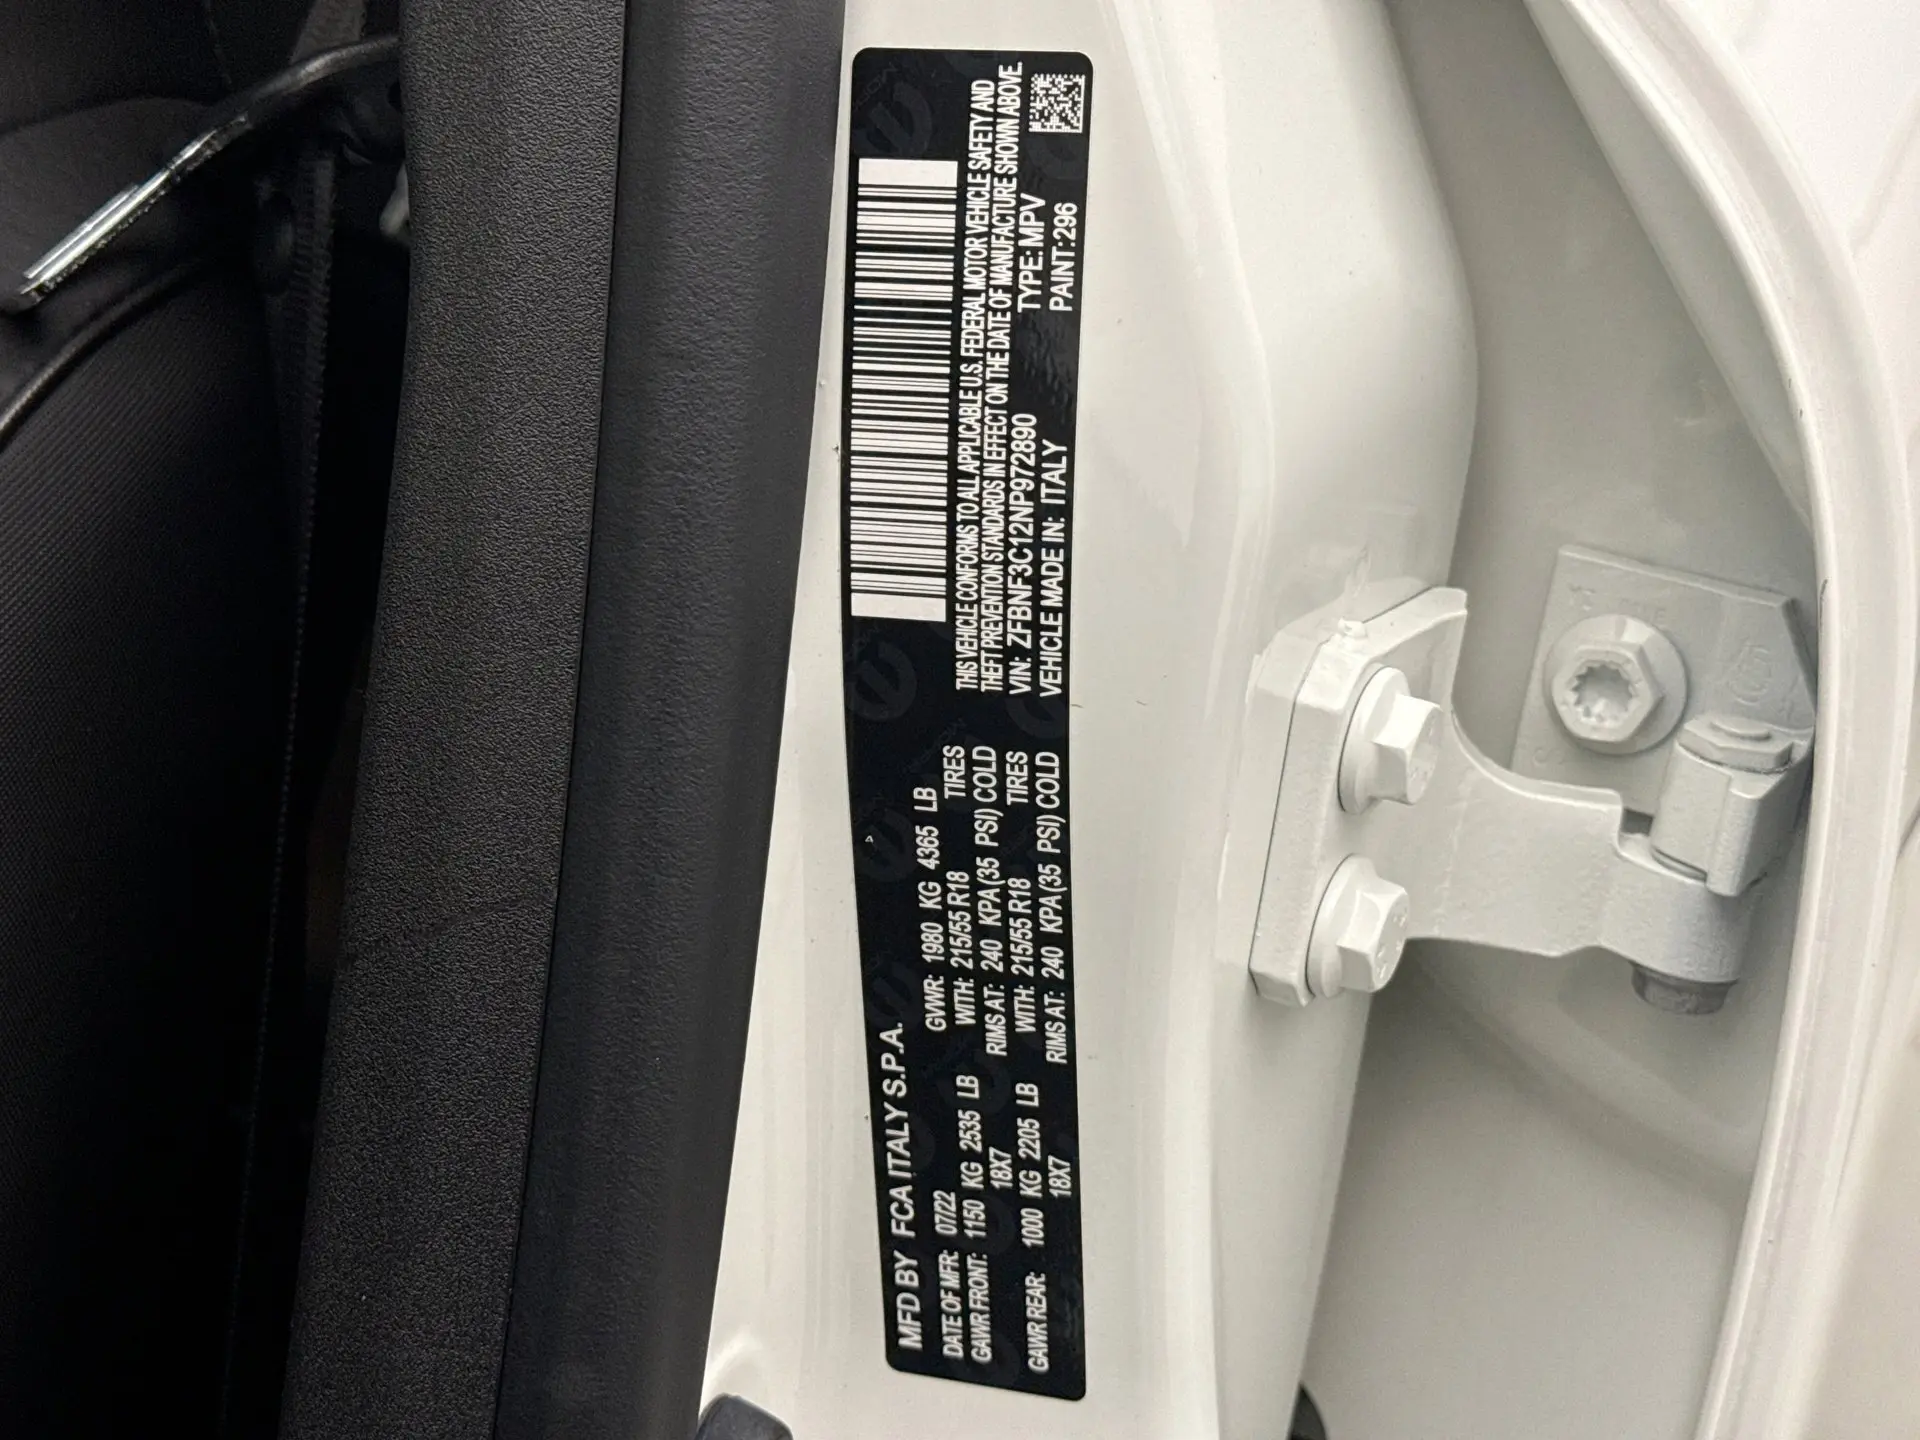 MFD BY FCA ITALY S.P.A.
DATE OF MFR: 07/22 GVWR: 1980 KG 4365 LB
GAWR FRONT: 1150 KG 2535 LB WITH: 215/55 R18 TIRES
18X7 RIMS AT: 240 KPA(35 PSI) COLD
GAWR REAR: 1000 KG 2205 LB WITH: 215/55 R18 TIRES
18X7 RIMS AT: 240 KPA(35 PSI) COLD
THIS VEHICLE CONFORMS TO ALL APPLICABLE U.S. FEDERAL MOTOR VEHICLE SAFETY AND
THEFT PREVENTION STANDARDS IN EFFECT ON THE DATE OF MANUFACTURE SHOWN ABOVE.
VIN: ZFBNF3C12NP972890 TYPE: MPV
VEHICLE MADE IN: ITALY PAINT:296